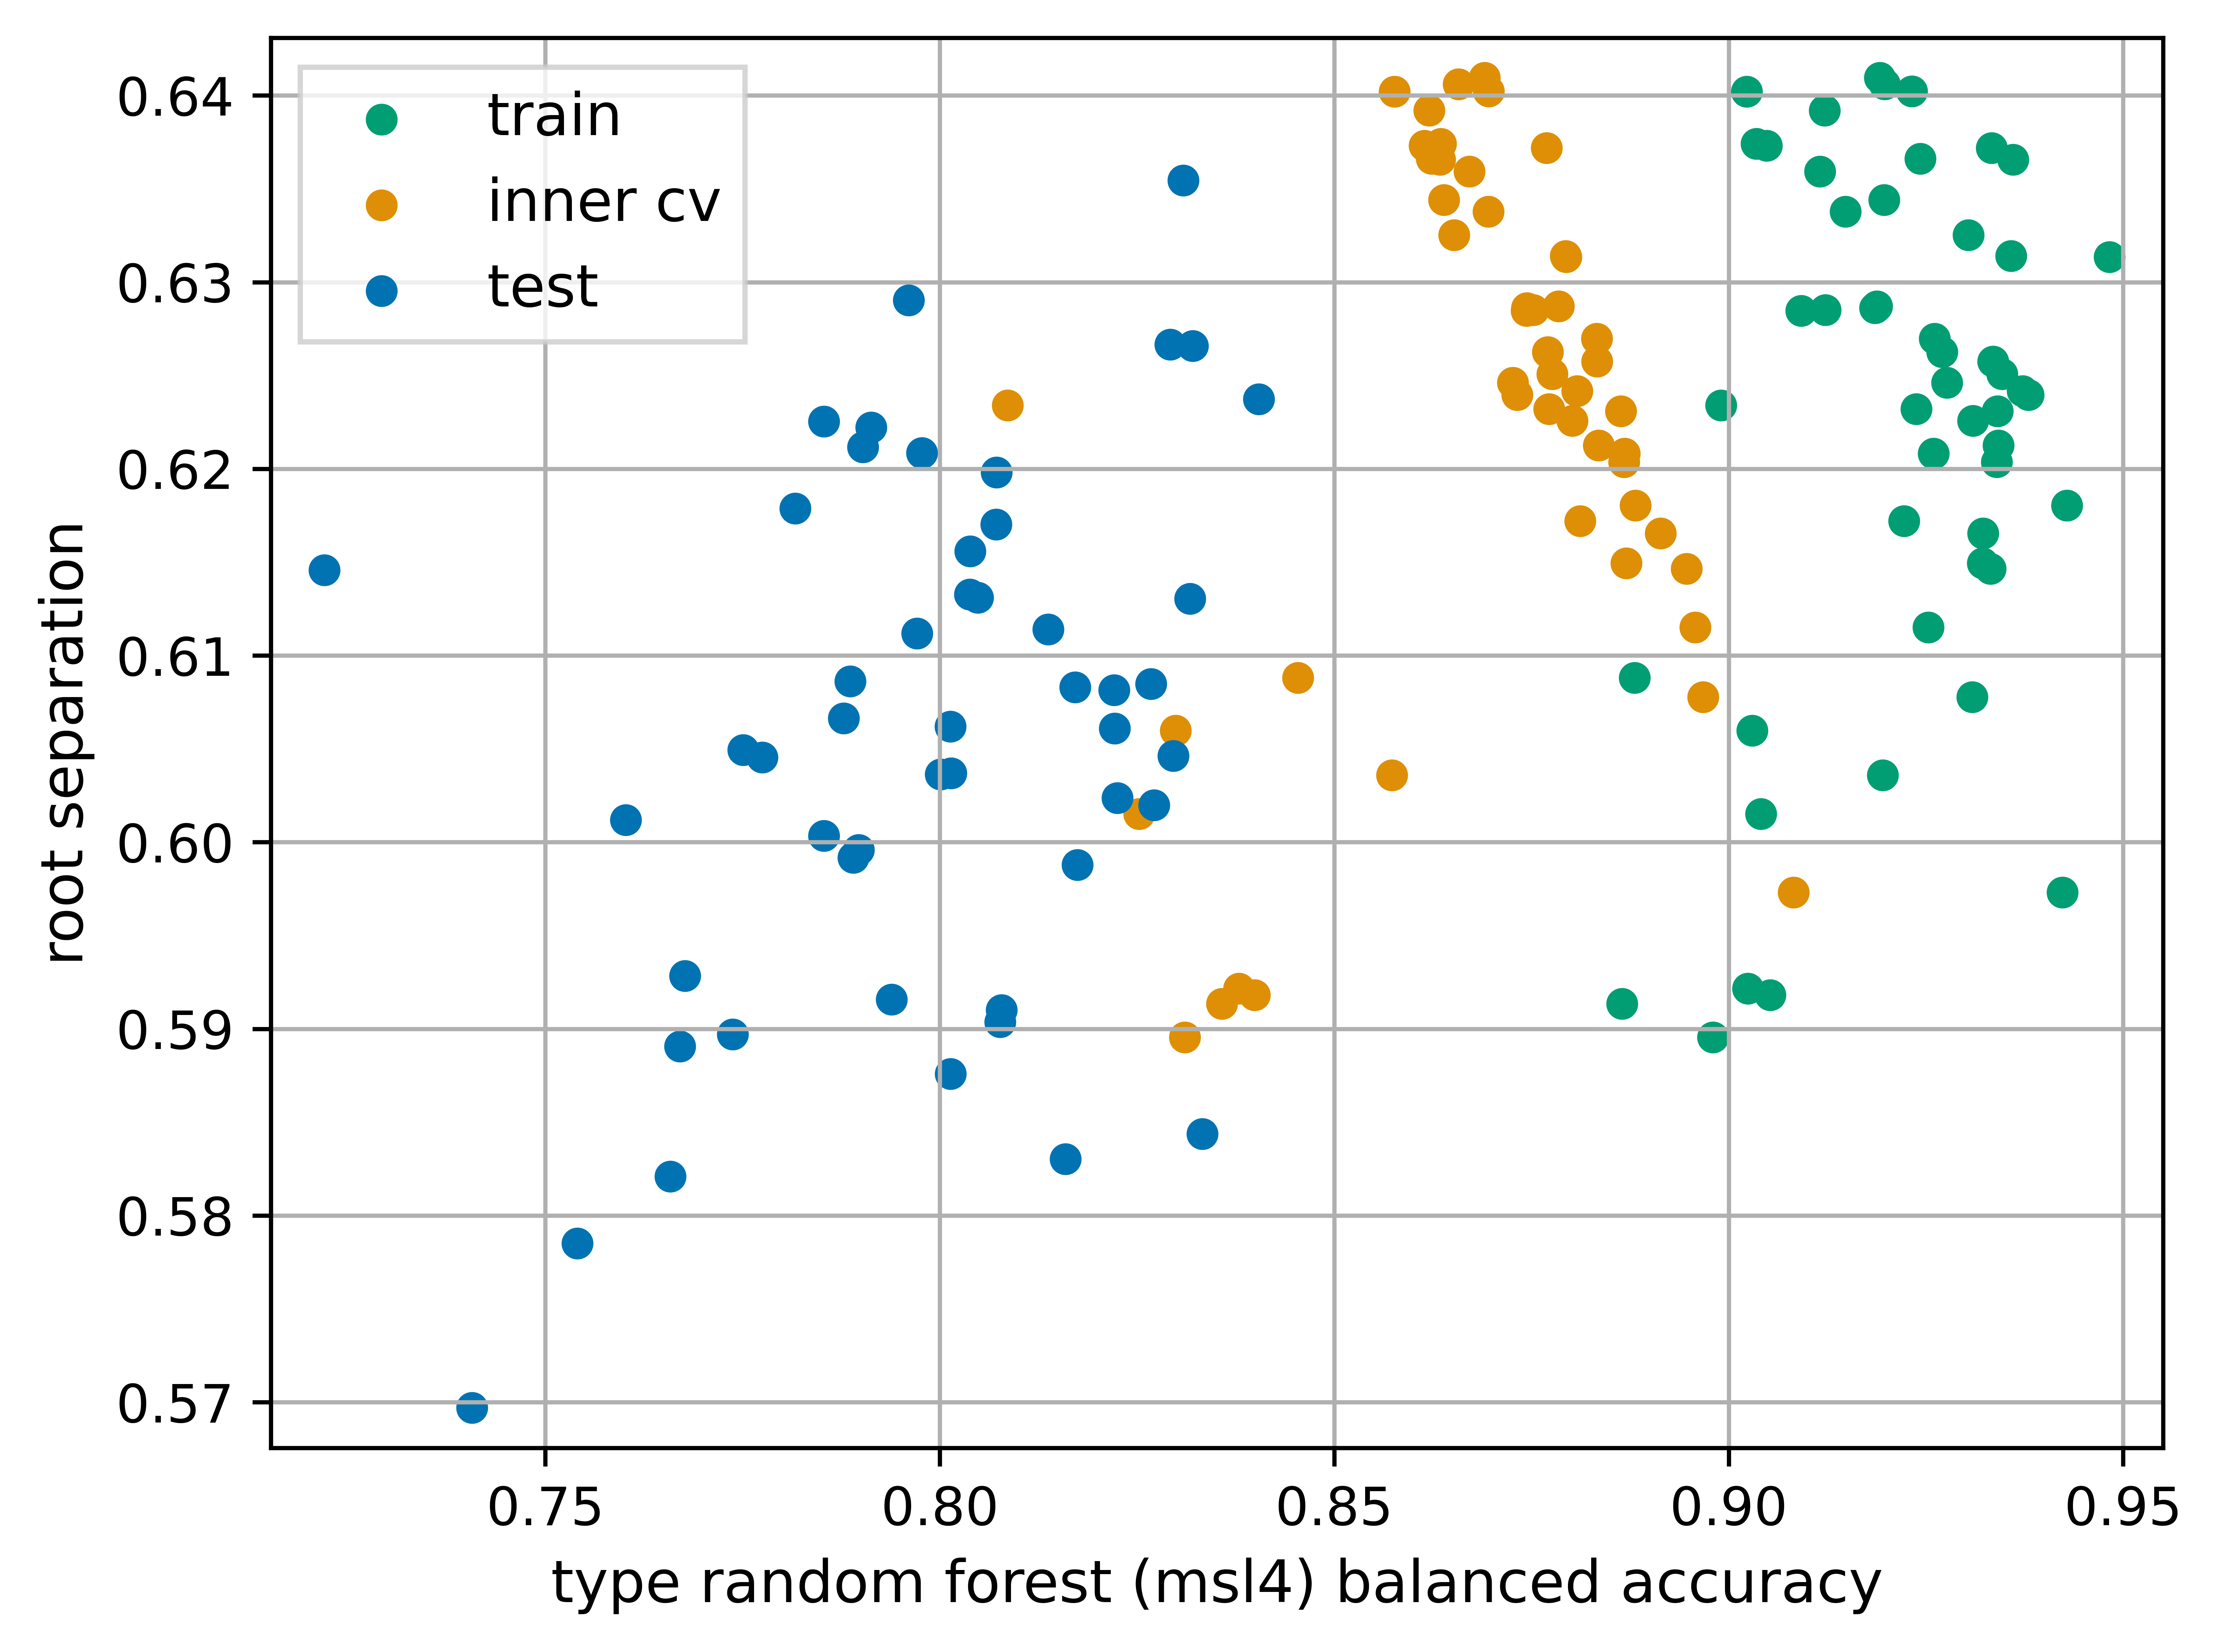 train
inner cv
test
0.64
0.63
0.62
0.61
0.60
0.59
0.58
0.57
root separation
0.75
0.80
0.85
0.90
0.95
type random forest (msl4) balanced accuracy